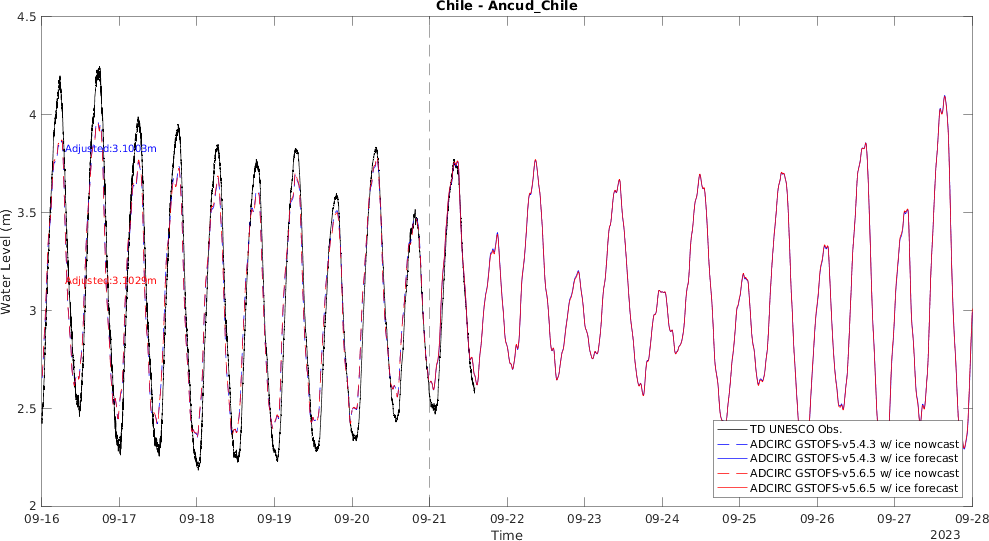 Chile - Ancud_Chile
4.5
4
3.5
3
2.5
2
Water Level (m)
Adjusted:3.1003m
Adjusted:3.1029m
TD UNESCO Obs.
ADCIRC GSTOFS-v5.4.3 w/ ice nowcast
ADCIRC GSTOFS-v5.4.3 w/ ice forecast
ADCIRC GSTOFS-v5.6.5 w/ ice nowcast
ADCIRC GSTOFS-v5.6.5 w/ ice forecast
09-16 09-17 09-18 09-19 09-20 09-21 09-22 09-23 09-24 09-25 09-26 09-27 09-28
Time
2023